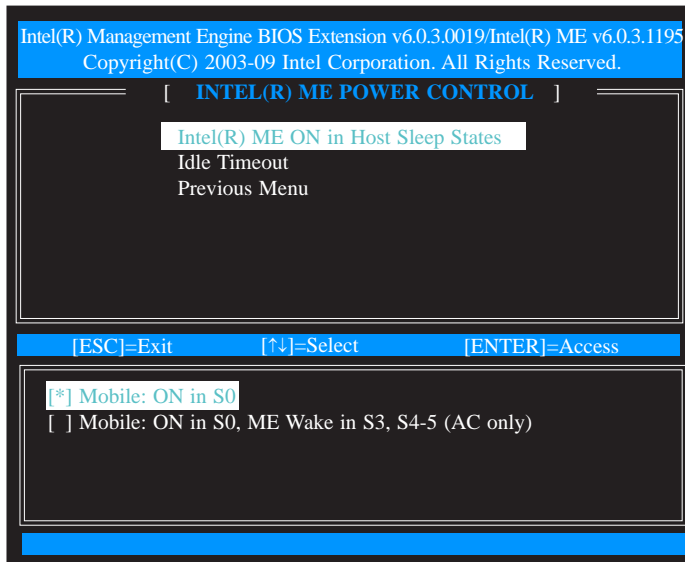 Intel(R) Management Engine BIOS Extension v6.0.3.0019/Intel(R) ME v6.0.3.1195
Copyright(C) 2003-09 Intel Corporation. All Rights Reserved.
[ INTEL(R) ME POWER CONTROL ]
Intel(R) ME ON in Host Sleep States
Idle Timeout
Previous Menu
[ESC]=Exit [↑↓]=Select [ENTER]=Access
[*] Mobile: ON in S0
[ ] Mobile: ON in S0, ME Wake in S3, S4-5 (AC only)